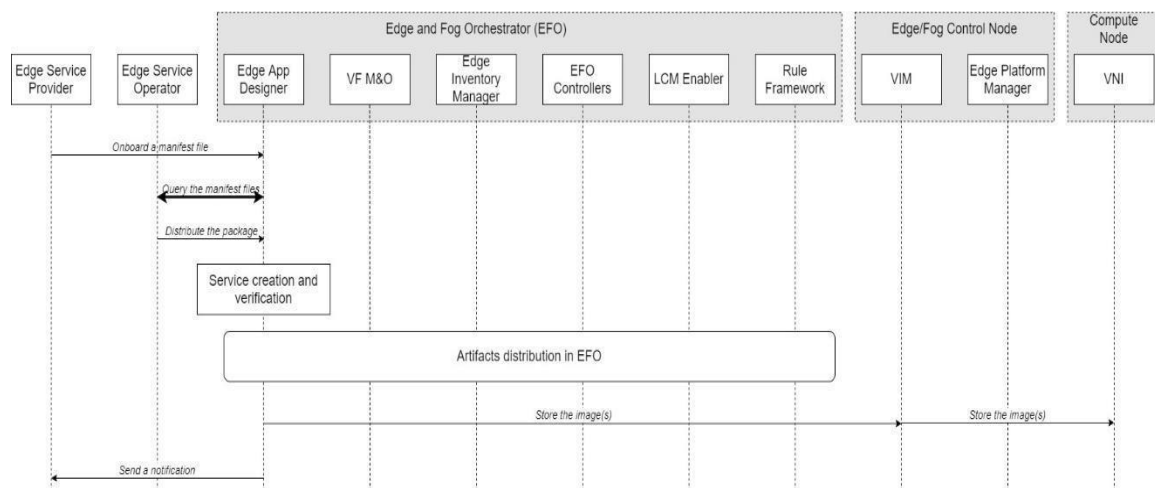 Edge and Fog Orchestrator (EFO)
Edge/Fog Control Node
Compute
Node
Edge Service
Provider
Edge Service
Operator
Edge App
Designer
VF M&O
Edge
Inventory
Manager
EFO
Controllers
LCM Enabler
Rule
Framework
VIM
Edge Platform
Manager
VNI
Onboard a manifest file
Query the manifest files
Distribute the package
Service creation and
verification
Artifacts distribution in EFO
Store the image(s)
Store the image(s)
Send a notification